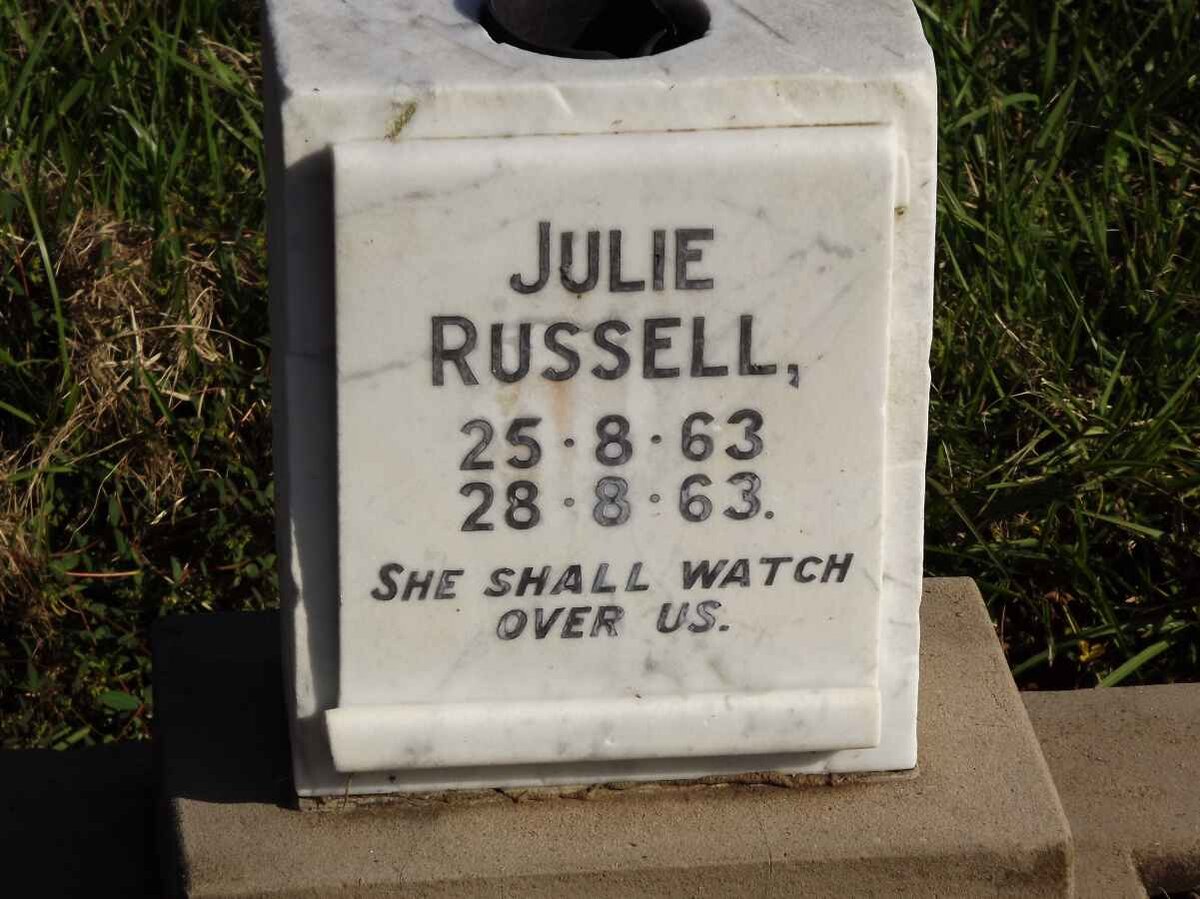 JULIE
RUSSELL,
25·8·63
28·8·63.
SHE SHALL WATCH
OVER US.